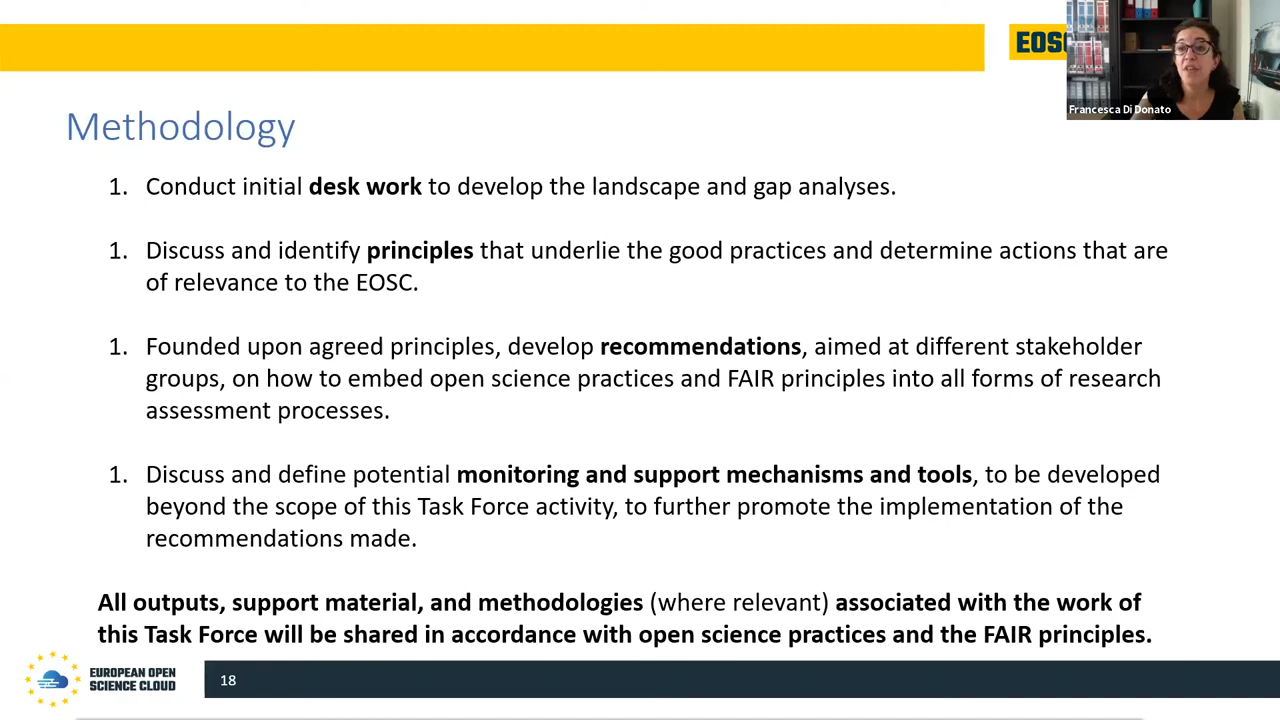 EOSC
Francesca Di Donato
Methodology
1. Conduct initial desk work to develop the landscape and gap analyses.
1. Discuss and identify principles that underlie the good practices and determine actions that are
of relevance to the EOSC.
1. Founded upon agreed principles, develop recommendations, aimed at different stakeholder
groups, on how to embed open science practices and FAIR principles into all forms of research
assessment processes.
1. Discuss and define potential monitoring and support mechanisms and tools, to be developed
beyond the scope of this Task Force activity, to further promote the implementation of the
recommendations made.
All outputs, support material, and methodologies (where relevant) associated with the work of
this Task Force will be shared in accordance with open science practices and the FAIR principles.
EUROPEAN OPEN
SCIENCE CLOUD
18